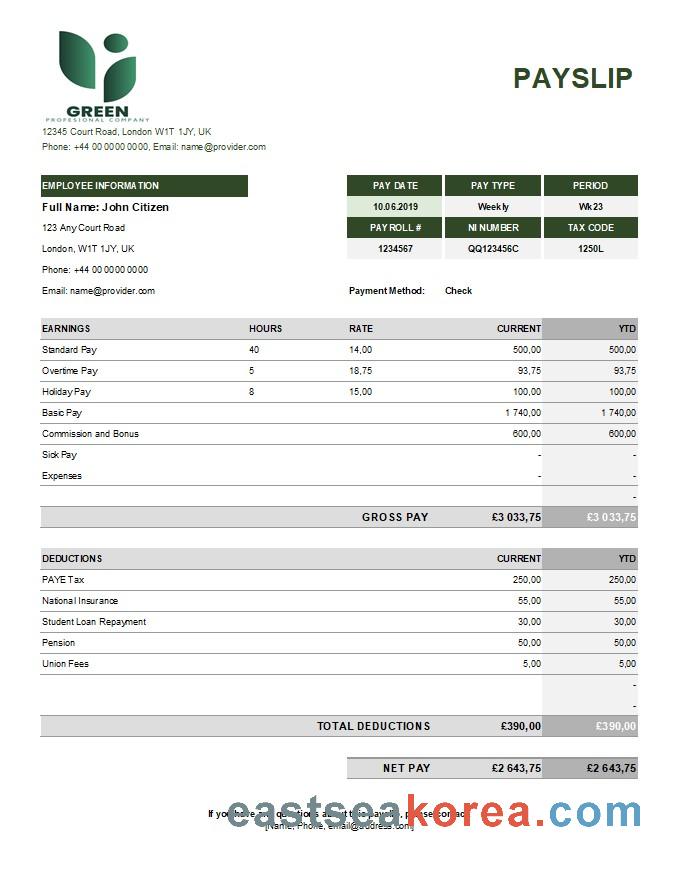 GREEN
PROFESIONAL COMPANY
PAYSLIP
12345 Court Road, London W1T 1JY, UK
Phone: +44 00 0000 0000, Email: name@provider.com
EMPLOYEE INFORMATION PAY DATE PAY TYPE PERIOD
Full Name: John Citizen 10.06.2019 Weekly Wk23
123 Any Court Road PAYROLL # NI NUMBER TAX CODE
London, W1T 1JY, UK 1234567 QQ123456C 1250L
Phone: +44 00 0000 0000
Email: name@provider.com Payment Method: Check
EARNINGS HOURS RATE CURRENT YTD
Standard Pay 40 14,00 500,00 500,00
Overtime Pay 5 18,75 93,75 93,75
Holiday Pay 8 15,00 100,00 100,00
Basic Pay 1 740,00 1 740,00
Commission and Bonus 600,00 600,00
Sick Pay - -
Expenses - -
-
GROSS PAY £3 033,75 £3 033,75
DEDUCTIONS CURRENT YTD
PAYE Tax 250,00 250,00
National Insurance 55,00 55,00
Student Loan Repayment 30,00 30,00
Pension 50,00 50,00
Union Fees 5,00 5,00
-
-
TOTAL DEDUCTIONS £390,00 £390,00
NET PAY £2 643,75 £2 643,75
If you have any questions about this payslip, please contact
[Name, Phone, email@address.com]
eastseakorea.com